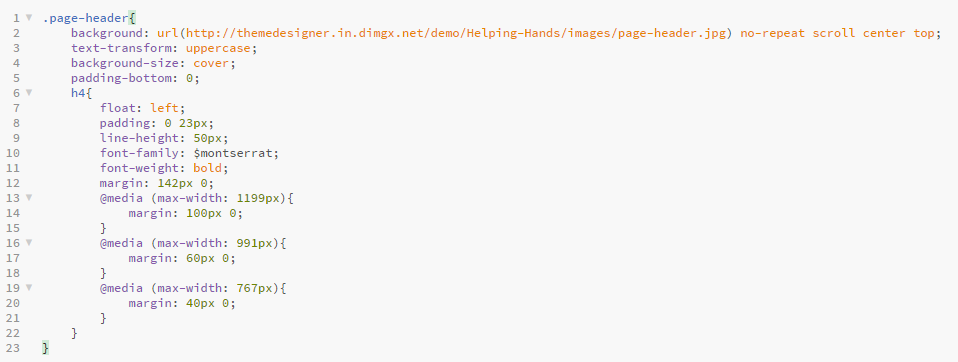 1 .page-header{
2 background: url(http://themedesigner.in.dimgx.net/demo/Helping-Hands/images/page-header.jpg) no-repeat scroll center top;
3 text-transform: uppercase;
4 background-size: cover;
5 padding-bottom: 0;
6 h4{
7 float: left;
8 padding: 0 23px;
9 line-height: 50px;
10 font-family: $montserrat;
11 font-weight: bold;
12 margin: 142px 0;
13 @media (max-width: 1199px){
14 margin: 100px 0;
15 }
16 @media (max-width: 991px){
17 margin: 60px 0;
18 }
19 @media (max-width: 767px){
20 margin: 40px 0;
21 }
22 }
23 }